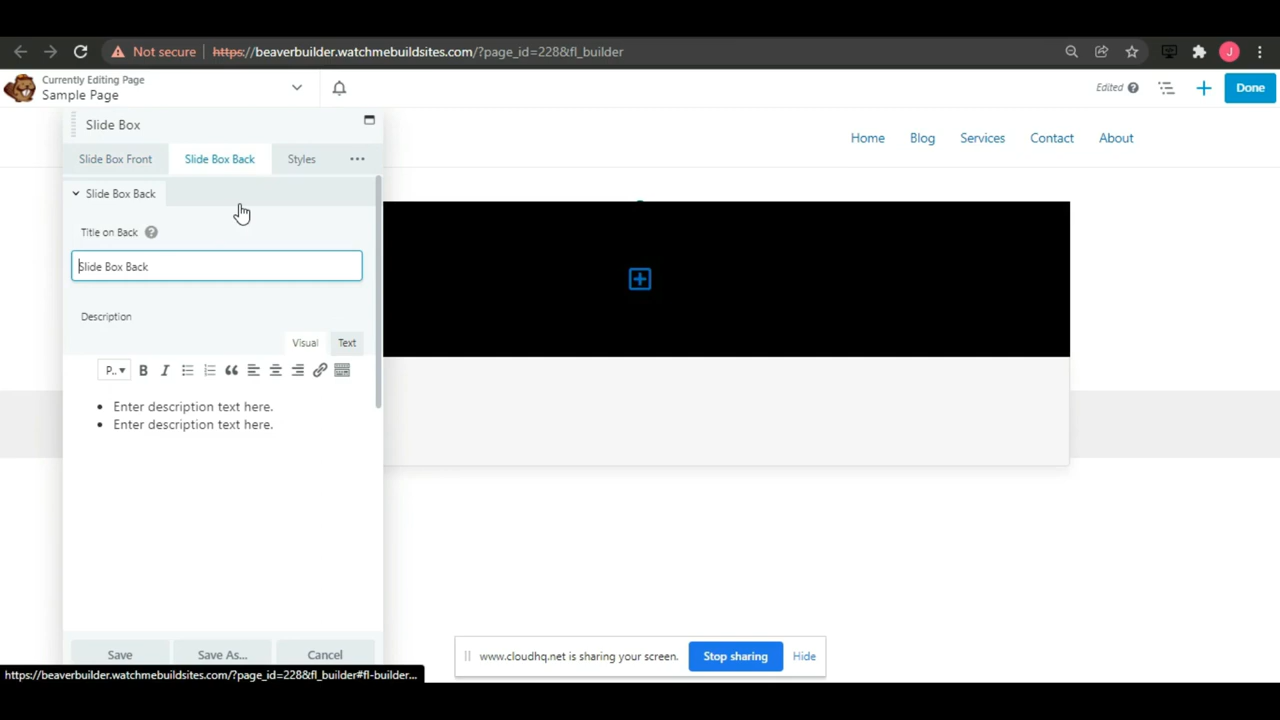 Not secure
https://beaverbuilder.watchmebuildsites.com/?page_id=228&fl_builder
J
Currently Editing Page
Sample Page
Edited ?
Done
Slide Box
Home
Blog
Services
Contact
About
Slide Box Front
Slide Box Back
Styles
Slide Box Back
Title on Back ?
Slide Box Back
Description
Visual
Text
P..
B
I
Enter description text here.
Enter description text here.
Save
Save As...
Cancel
www.cloudhq.net is sharing your screen.
Stop sharing
Hide
https://beaverbuilder.watchmebuildsites.com/?page_id=228&fl_builder#fl-builder...